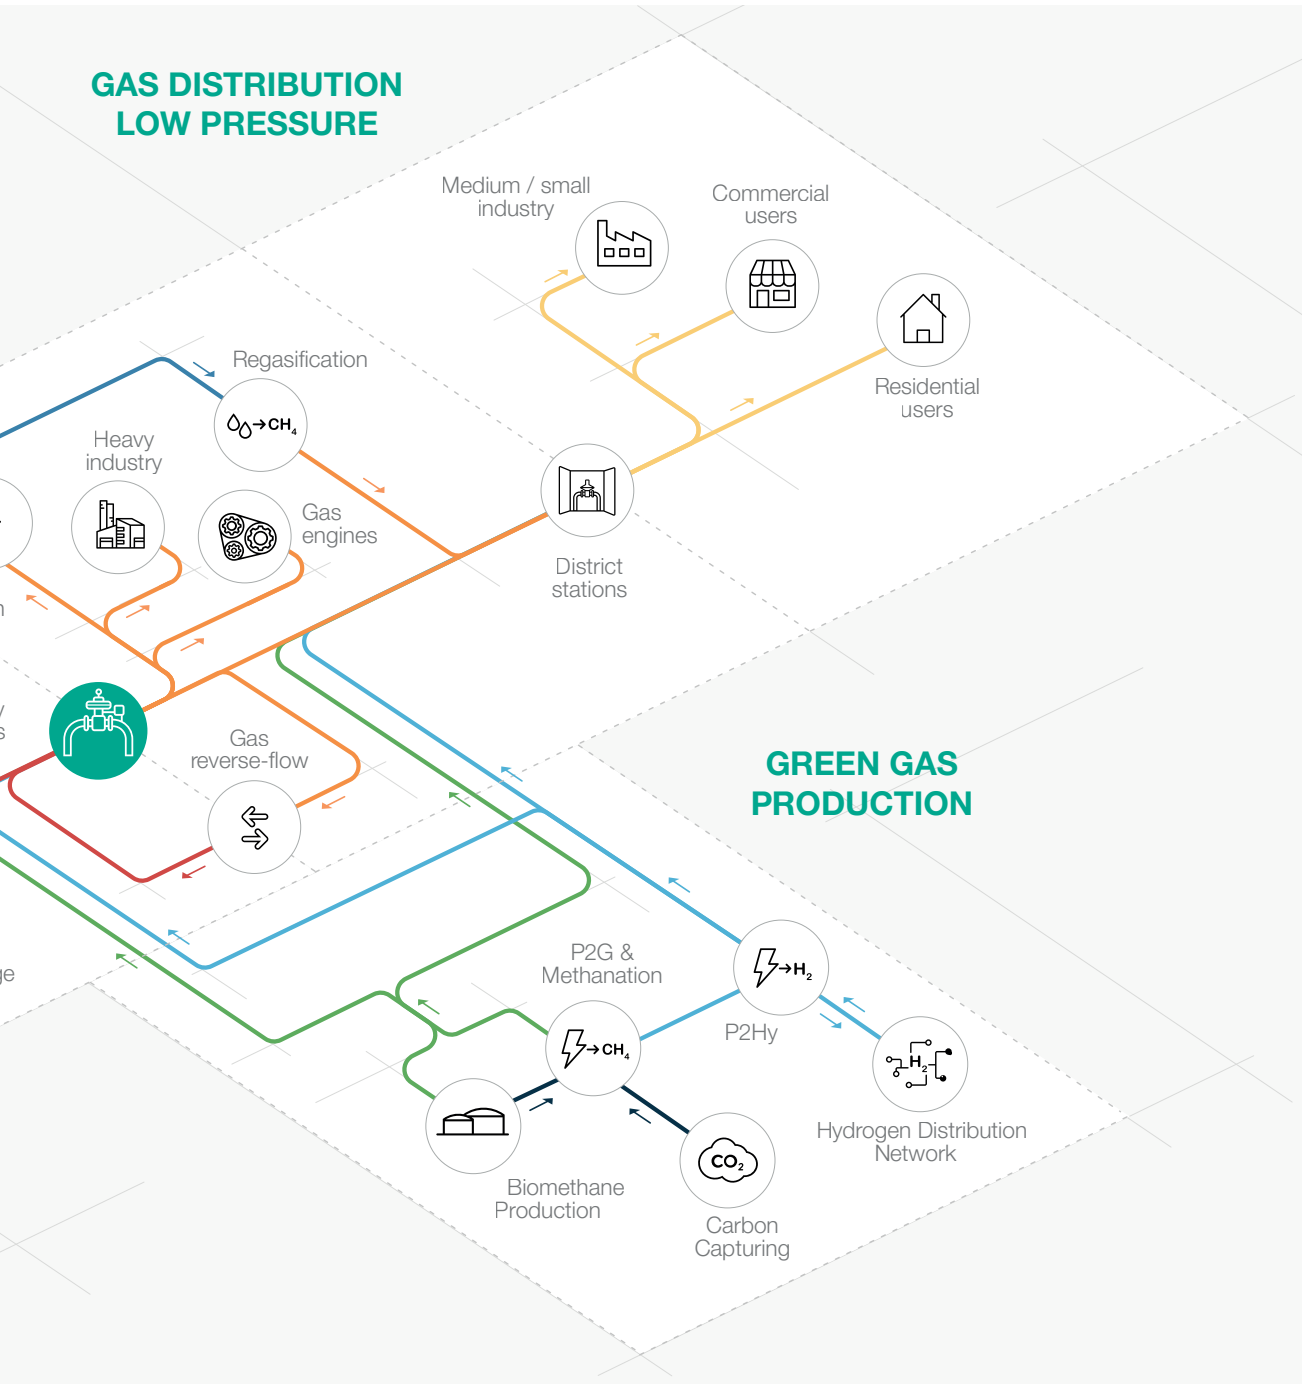 GAS DISTRIBUTION
LOW PRESSURE
Medium / small
industry
Commercial
users
Residential
users
Regasification
CH₄
Heavy
industry
Gas
engines
District
stations
Gas
reverse-flow
GREEN GAS
PRODUCTION
P2G &
Methanation
CH₄
H₂
P2Hy
H₂
Hydrogen Distribution
Network
CO₂
Biomethane
Production
Carbon
Capturing